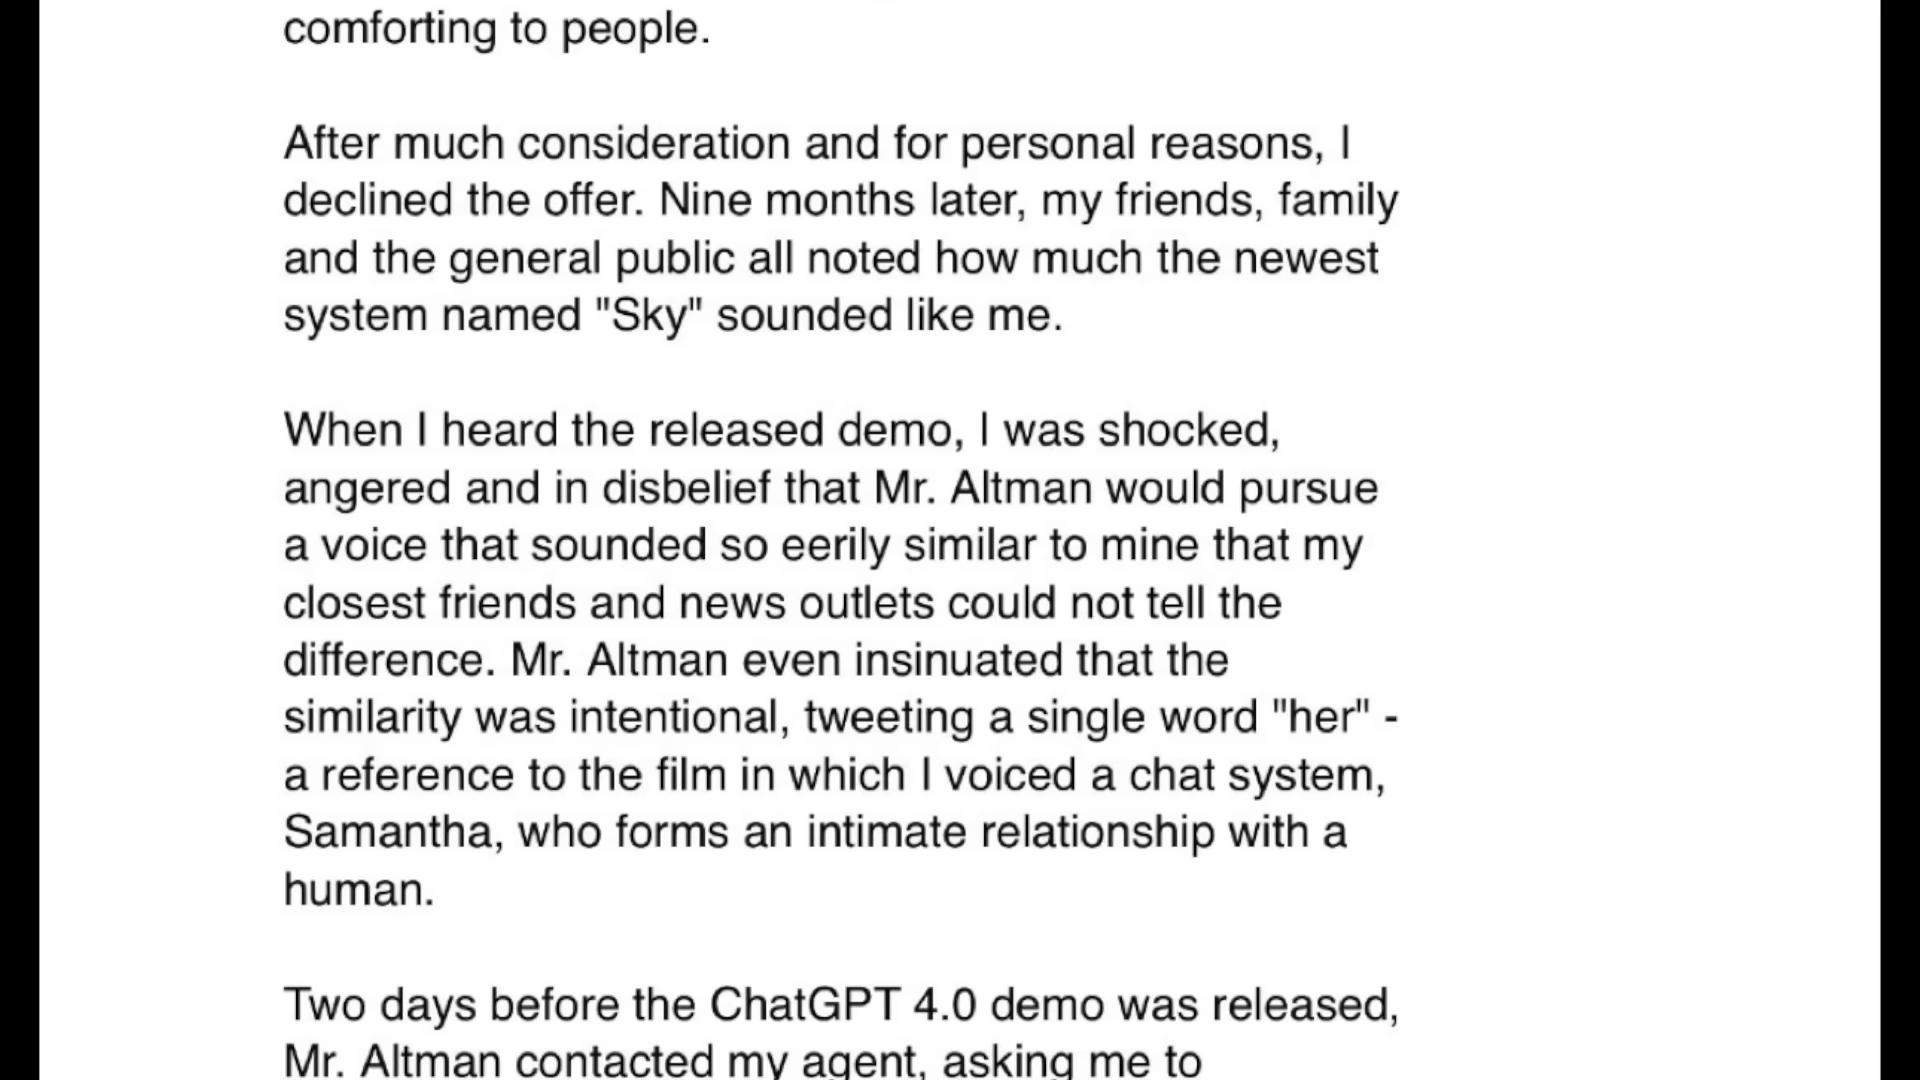 comforting to people.
After much consideration and for personal reasons, I
declined the offer. Nine months later, my friends, family
and the general public all noted how much the newest
system named "Sky" sounded like me.
When I heard the released demo, I was shocked,
angered and in disbelief that Mr. Altman would pursue
a voice that sounded so eerily similar to mine that my
closest friends and news outlets could not tell the
difference. Mr. Altman even insinuated that the
similarity was intentional, tweeting a single word "her" -
a reference to the film in which I voiced a chat system,
Samantha, who forms an intimate relationship with a
human.
Two days before the ChatGPT 4.0 demo was released,
Mr. Altman contacted my agent, asking me to